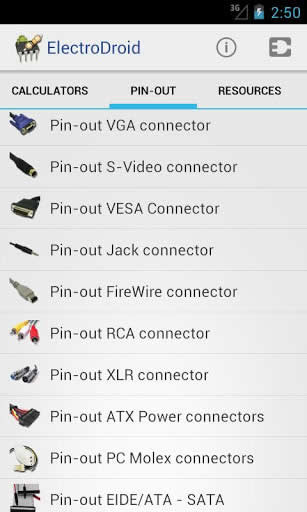 3G 2:50
ElectroDroid
CALCULATORS PIN-OUT RESOURCES
Pin-out VGA connector
Pin-out S-Video connector
Pin-out VESA Connector
Pin-out Jack connector
Pin-out FireWire connector
Pin-out RCA connector
Pin-out XLR connector
Pin-out ATX Power connectors
Pin-out PC Molex connectors
Pin-out EIDE/ATA - SATA